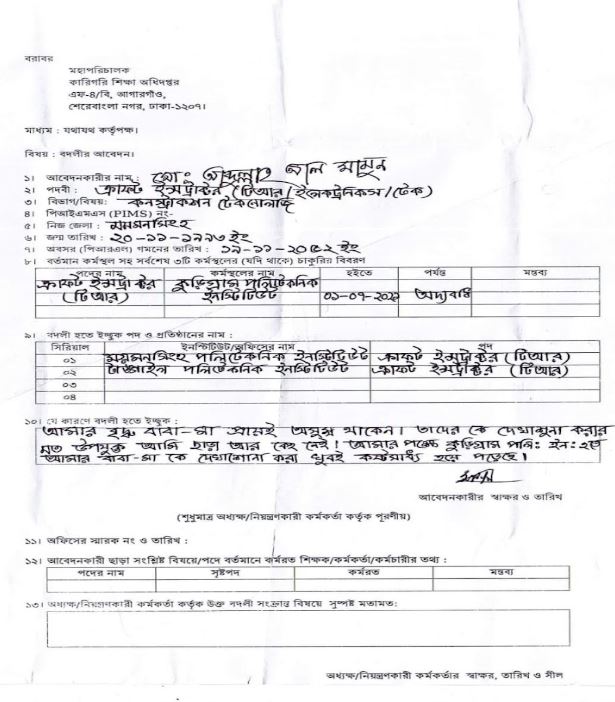 বরাবর
মহাপরিচালক
কারিগরি শিক্ষা অধিদপ্তর
এফ-৪/বি, আগারগাঁও,
শেরেবাংলা নগর, ঢাকা-১২০৭।
মাধ্যম : যথাযথ কর্তৃপক্ষ।
বিষয় : বদলীর আবেদন।
১। আবেদনকারীর নাম : মো: আব্দুল্লাহ আল মামুন
২। পদবী : ক্রাফট ইন্সট্রাক্টর (টিআর/ইলেকট্রনিকস/টেক)
৩। বিভাগ/বিষয়: কনস্ট্রাকশন টেকনোলজি
৪। পিআইএমএস (PIMS) নং-
৫। নিজ জেলা : ময়মনসিংহ
৬। জন্ম তারিখ : ২০-১১-১৯৯৩ ইং
৭। অবসর (পিআরএল) গমনের তারিখ : ১৯-১১-২০৫২ ইং
৮। বর্তমান কর্মস্থল সহ সর্বশেষ ৩টি কর্মস্থলের (যদি থাকে) চাকুরির বিবরণ
পদের নাম কর্মস্থলের নাম হইতে পর্যন্ত মন্তব্য
ক্রাফট ইন্সট্রাক্টর কুড়িগ্রাম পলিটেকনিক
(টিআর) ইনস্টিটিউট ০১-০৭-২০২১ অদ্যবধি
৯। বদলী হতে ইচ্ছুক পদ ও প্রতিষ্ঠানের নাম :
সিরিয়াল ইনস্টিটিউট/অফিসের নাম পদ
০১ ময়মনসিংহ পলিটেকনিক ইনস্টিটিউট ক্রাফট ইন্সট্রাক্টর (টিআর)
০২ টাঙ্গাইল পলিটেকনিক ইনস্টিটিউট ক্রাফট ইন্সট্রাক্টর (টিআর)
০৩
০৪
১০। যে কারণে বদলী হতে ইচ্ছুক :
আমার বৃদ্ধ বাবা-মা প্রায়ই অসুস্থ থাকেন। তাদের কে দেখাশুনা করার
মত উপযুক্ত আমি ছাড়া আর কেহ নেই। আমার পক্ষে কুড়িগ্রাম পলি: ইন: হতে
আমার বাবা-মা কে দেখাশোনা করা খুবই কষ্টসাধ্য হয়ে পড়েছে।
আবেদনকারীর স্বাক্ষর ও তারিখ
(শুধুমাত্র অধ্যক্ষ/নিয়ন্ত্রণকারী কর্মকর্তা কর্তৃক পূরণীয়)
১১। অফিসের স্মারক নং ও তারিখ :
১২। আবেদনকারী ছাড়া সংশ্লিষ্ট বিষয়ে/পদে বর্তমানে কর্মরত শিক্ষক/কর্মকর্তা/কর্মচারীর তথ্য :
পদের নাম সৃষ্টপদ কর্মরত মন্তব্য
১৩। অধ্যক্ষ/নিয়ন্ত্রণকারী কর্মকর্তা কর্তৃক উক্ত বদলী সংক্রান্ত বিষয়ে সুস্পষ্ট মতামত:
অধ্যক্ষ/নিয়ন্ত্রণকারী কর্মকর্তার স্বাক্ষর, তারিখ ও সীল